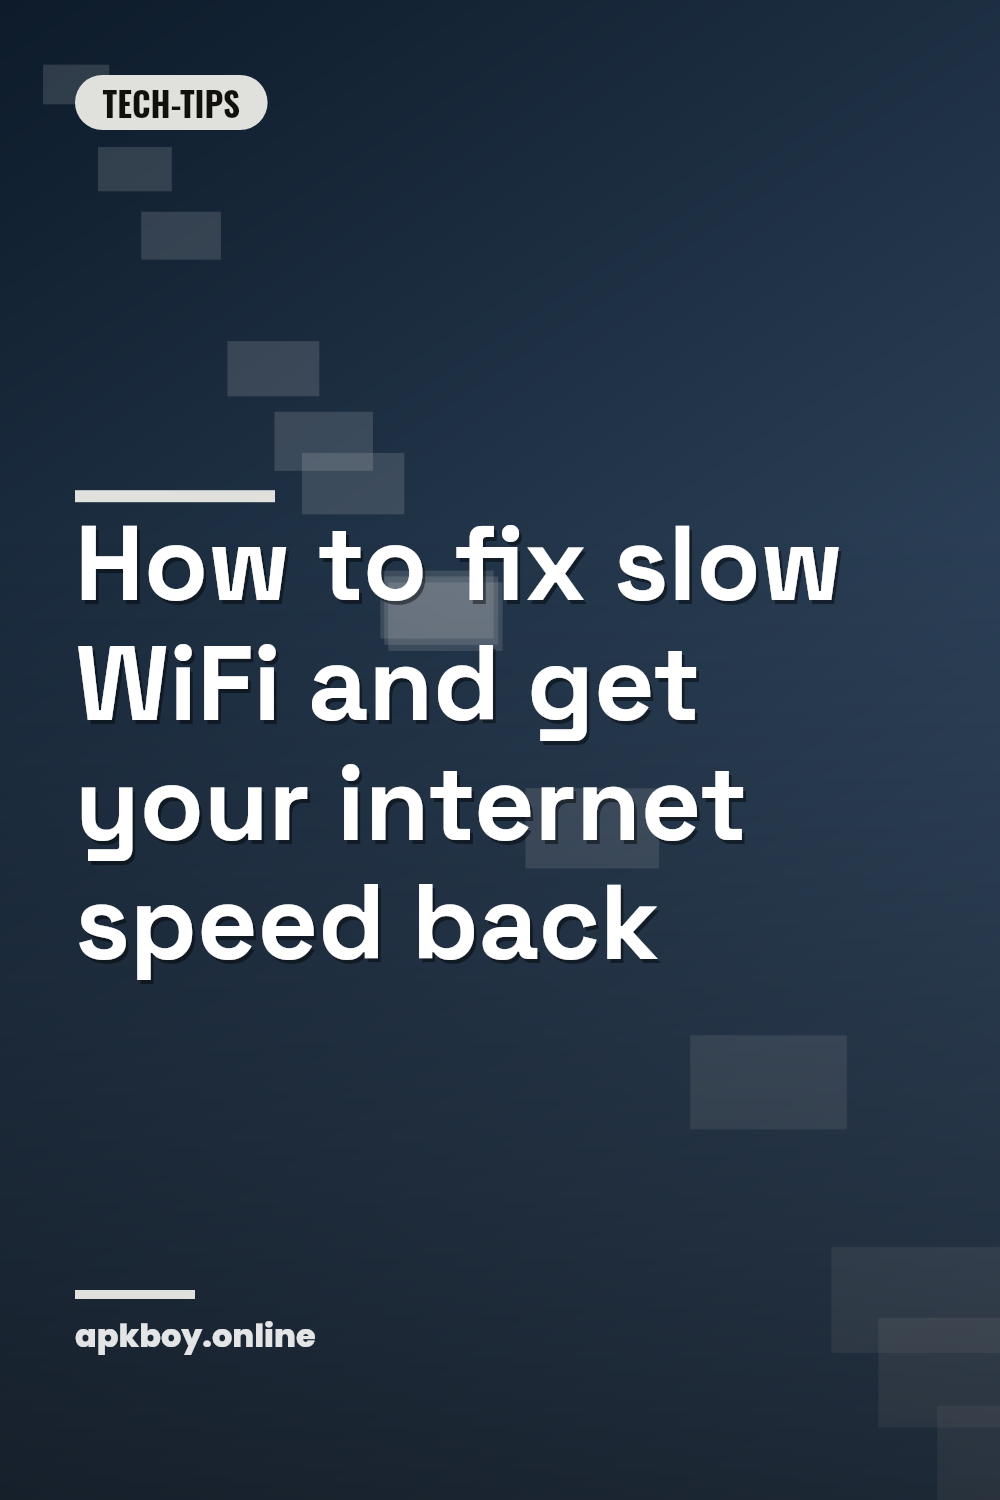 TECH-TIPS
How to fix slow
WiFi and get
your internet
speed back
apkboy.online